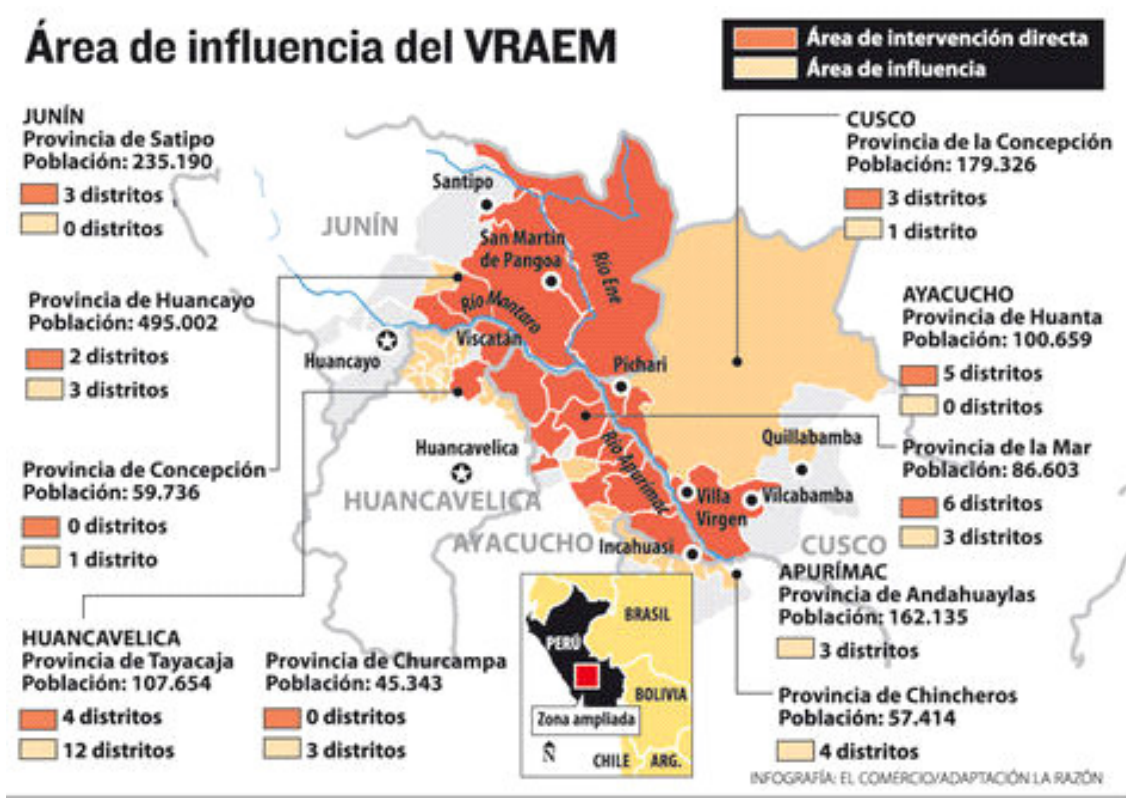 Área de influencia del VRAEM
Área de intervención directa
Área de influencia
JUNÍN
Provincia de Satipo
Población: 235.190
3 distritos
0 distritos
Provincia de Huancayo
Población: 495.002
2 distritos
3 distritos
Provincia de Concepción
Población: 59.736
0 distritos
1 distrito
HUANCAVELICA
Provincia de Tayacaja
Población: 107.654
4 distritos
12 distritos
Provincia de Churcampa
Población: 45.343
0 distritos
3 distritos
CUSCO
Provincia de la Concepción
Población: 179.326
3 distritos
1 distrito
AYACUCHO
Provincia de Huanta
Población: 100.659
5 distritos
0 distritos
Provincia de la Mar
Población: 86.603
6 distritos
3 distritos
APURÍMAC
Provincia de Andahuaylas
Población: 162.135
3 distritos
Provincia de Chincheros
Población: 57.414
4 distritos
Santipo
JUNÍN
San Martín
de Pangoa
Río Ene
Río Montaro
Viscatán
Huancayo
Pichari
Huancavelica
HUANCAVELICA
Río Apurímac
Quillabamba
Villa
Virgen
Vilcabamba
AYACUCHO
Incahuasi
CUSCO
BRASIL
PERÚ
BOLIVIA
Zona ampliada
N
CHILE
ARG.
INFOGRAFÍA: EL COMERCIO/ADAPTACIÓN LA RAZÓN